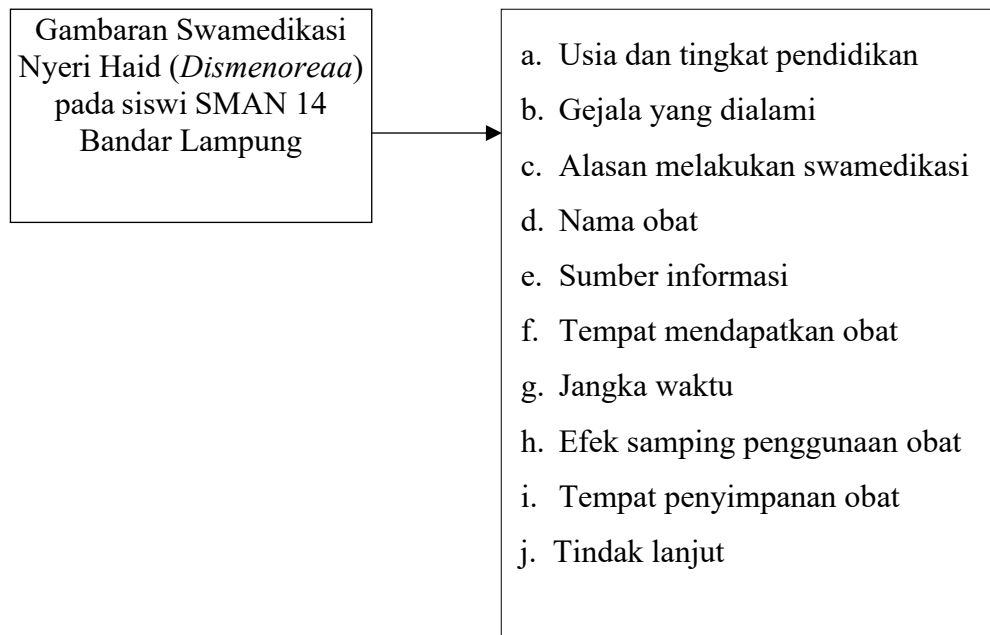 Gambaran Swamedikasi
Nyeri Haid (Dismenoreaa)
pada siswi SMAN 14
Bandar Lampung
a. Usia dan tingkat pendidikan
b. Gejala yang dialami
c. Alasan melakukan swamedikasi
d. Nama obat
e. Sumber informasi
f. Tempat mendapatkan obat
g. Jangka waktu
h. Efek samping penggunaan obat
i. Tempat penyimpanan obat
j. Tindak lanjut